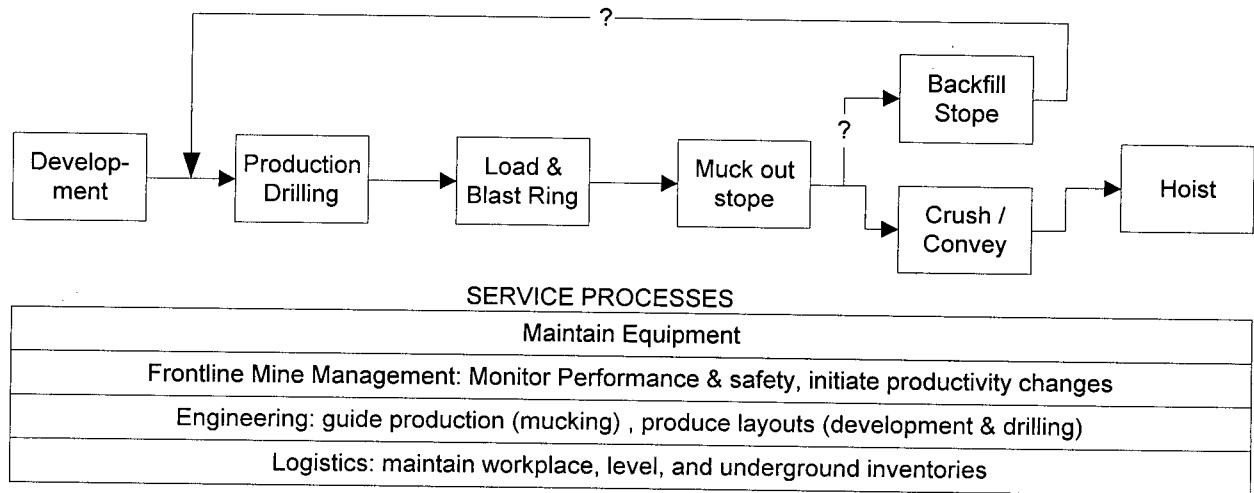 ?
Develop-
ment
Production
Drilling
Load &
Blast Ring
Muck out
stope
?
Backfill
Stope
Crush /
Convey
Hoist
SERVICE PROCESSES
Maintain Equipment
Frontline Mine Management: Monitor Performance & safety, initiate productivity changes
Engineering: guide production (mucking) , produce layouts (development & drilling)
Logistics: maintain workplace, level, and underground inventories